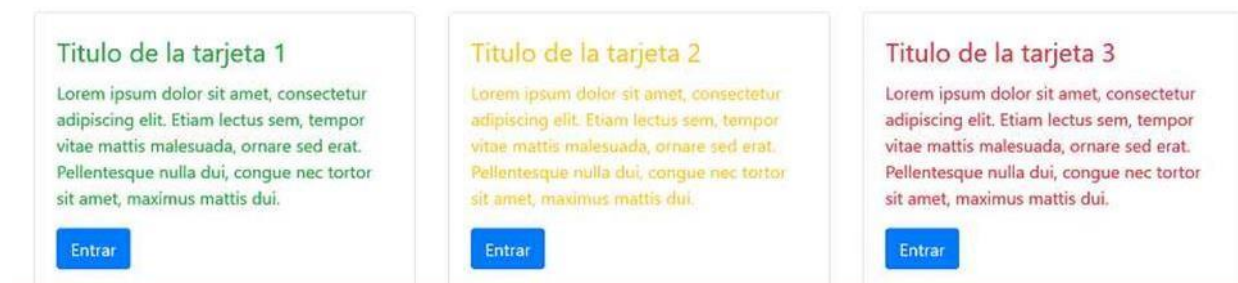 Titulo de la tarjeta 1
Lorem ipsum dolor sit amet, consectetur
adipiscing elit. Etiam lectus sem, tempor
vitae mattis malesuada, ornare sed erat.
Pellentesque nulla dui, congue nec tortor
sit amet, maximus mattis dui.
Entrar
Titulo de la tarjeta 2
Lorem ipsum dolor sit amet, consectetur
adipiscing elit. Etiam lectus sem, tempor
vitae mattis malesuada, ornare sed erat.
Pellentesque nulla dui, congue nec tortor
sit amet, maximus mattis dui.
Entrar
Titulo de la tarjeta 3
Lorem ipsum dolor sit amet, consectetur
adipiscing elit. Etiam lectus sem, tempor
vitae mattis malesuada, ornare sed erat.
Pellentesque nulla dui, congue nec tortor
sit amet, maximus mattis dui.
Entrar